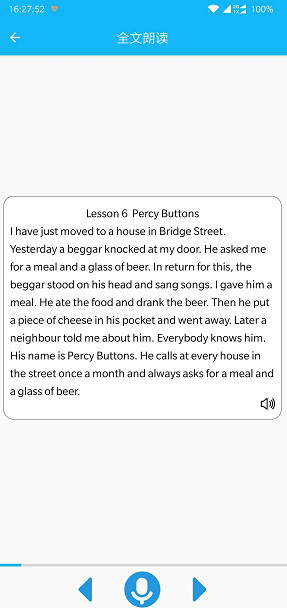 16:27:52
100%
全文朗读
Lesson 6 Percy Buttons
I have just moved to a house in Bridge Street.
Yesterday a beggar knocked at my door. He asked me
for a meal and a glass of beer. In return for this, the
beggar stood on his head and sang songs. I gave him a
meal. He ate the food and drank the beer. Then he put
a piece of cheese in his pocket and went away. Later a
neighbour told me about him. Everybody knows him.
His name is Percy Buttons. He calls at every house in
the street once a month and always asks for a meal and
a glass of beer.